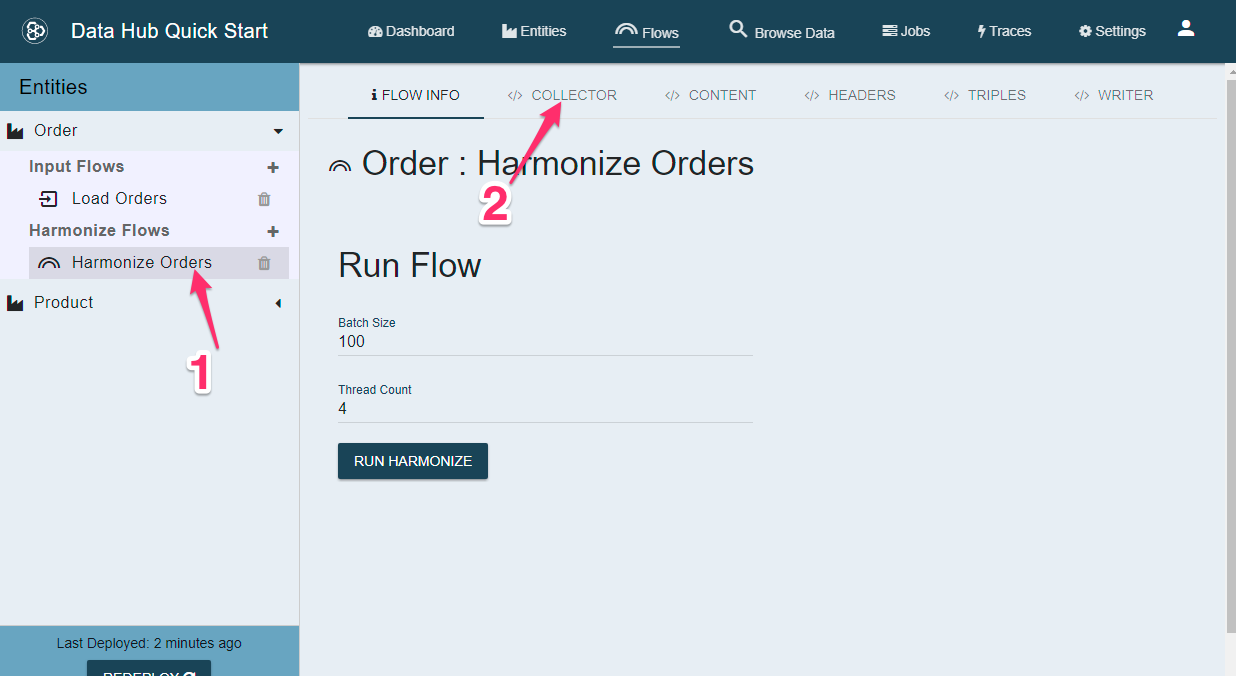 Data Hub Quick Start
Dashboard Entities Flows Browse Data Jobs Traces Settings
Entities
Order
Input Flows +
Load Orders
Harmonize Flows +
Harmonize Orders
Product
Last Deployed: 2 minutes ago
REDEPLOY
FLOW INFO </> COLLECTOR </> CONTENT </> HEADERS </> TRIPLES </> WRITER
Order : Harmonize Orders
Run Flow
Batch Size
100
Thread Count
4
RUN HARMONIZE
1
2